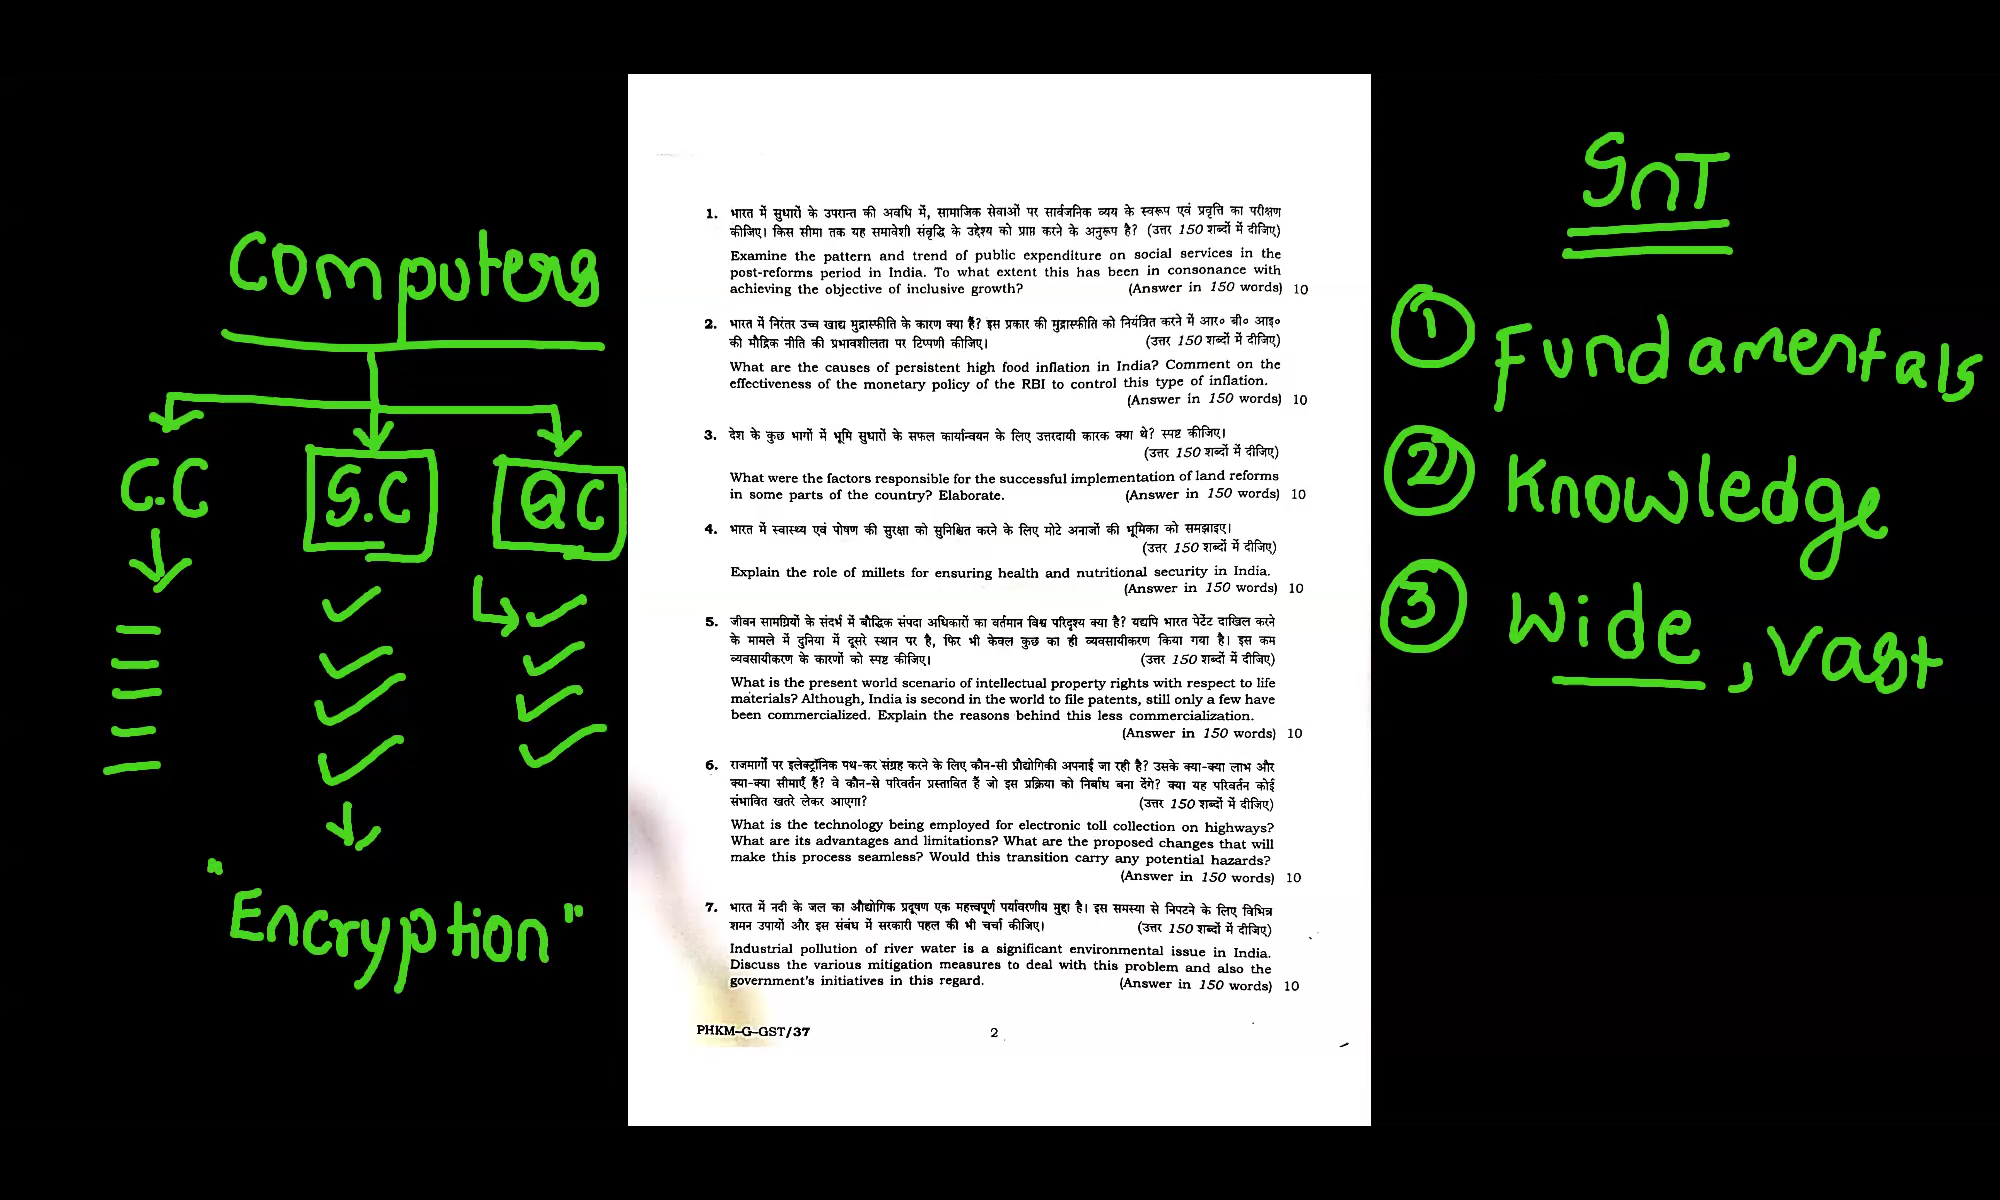 Computers
C.C
S.C
QC
"Encryption"
1. भारत में सुधारों के उपरान्त की अवधि में, सामाजिक सेवाओं पर सार्वजनिक व्यय के स्वरूप एवं प्रवृत्ति का परीक्षण
कीजिए। किस सीमा तक यह समावेशी संवृद्धि के उद्देश्य को प्राप्त करने के अनुरूप है? (उत्तर 150 शब्दों में दीजिए)
Examine the pattern and trend of public expenditure on social services in the
post-reforms period in India. To what extent this has been in consonance with
achieving the objective of inclusive growth? (Answer in 150 words) 10
2. भारत में निरंतर उच्च खाद्य मुद्रास्फीति के कारण क्या हैं? इस प्रकार की मुद्रास्फीति को नियंत्रित करने में आर० बी० आइ०
की मौद्रिक नीति की प्रभावशीलता पर टिप्पणी कीजिए। (उत्तर 150 शब्दों में दीजिए)
What are the causes of persistent high food inflation in India? Comment on the
effectiveness of the monetary policy of the RBI to control this type of inflation.
(Answer in 150 words) 10
3. देश के कुछ भागों में भूमि सुधारों के सफल कार्यान्वयन के लिए उत्तरदायी कारक क्या थे? स्पष्ट कीजिए।
(उत्तर 150 शब्दों में दीजिए)
What were the factors responsible for the successful implementation of land reforms
in some parts of the country? Elaborate. (Answer in 150 words) 10
4. भारत में स्वास्थ्य एवं पोषण की सुरक्षा को सुनिश्चित करने के लिए मोटे अनाजों की भूमिका को समझाइए।
(उत्तर 150 शब्दों में दीजिए)
Explain the role of millets for ensuring health and nutritional security in India.
(Answer in 150 words) 10
5. जीवन सामग्रियों के संदर्भ में बौद्धिक संपदा अधिकारों का वर्तमान विश्व परिदृश्य क्या है? यद्यपि भारत पेटेंट दाखिल करने
के मामले में दुनिया में दूसरे स्थान पर है, फिर भी केवल कुछ का ही व्यवसायीकरण किया गया है। इस कम
व्यवसायीकरण के कारणों को स्पष्ट कीजिए। (उत्तर 150 शब्दों में दीजिए)
What is the present world scenario of intellectual property rights with respect to life
materials? Although, India is second in the world to file patents, still only a few have
been commercialized. Explain the reasons behind this less commercialization.
(Answer in 150 words) 10
6. राजमार्गों पर इलेक्ट्रॉनिक पथ-कर संग्रह करने के लिए कौन-सी प्रौद्योगिकी अपनाई जा रही है? उसके क्या-क्या लाभ और
क्या-क्या सीमाएँ हैं? वे कौन-से परिवर्तन प्रस्तावित हैं जो इस प्रक्रिया को निर्बाध बना देंगे? क्या यह परिवर्तन कोई
संभावित खतरे लेकर आएगा? (उत्तर 150 शब्दों में दीजिए)
What is the technology being employed for electronic toll collection on highways?
What are its advantages and limitations? What are the proposed changes that will
make this process seamless? Would this transition carry any potential hazards?
(Answer in 150 words) 10
7. भारत में नदी के जल का औद्योगिक प्रदूषण एक महत्त्वपूर्ण पर्यावरणीय मुद्दा है। इस समस्या से निपटने के लिए विभिन्न
शमन उपायों और इस संबंध में सरकारी पहल की भी चर्चा कीजिए। (उत्तर 150 शब्दों में दीजिए)
Industrial pollution of river water is a significant environmental issue in India.
Discuss the various mitigation measures to deal with this problem and also the
government's initiatives in this regard. (Answer in 150 words) 10
PHKM-G-GST/37 2
SnT
1 Fundamentals
2 Knowledge
3 Wide, Vast